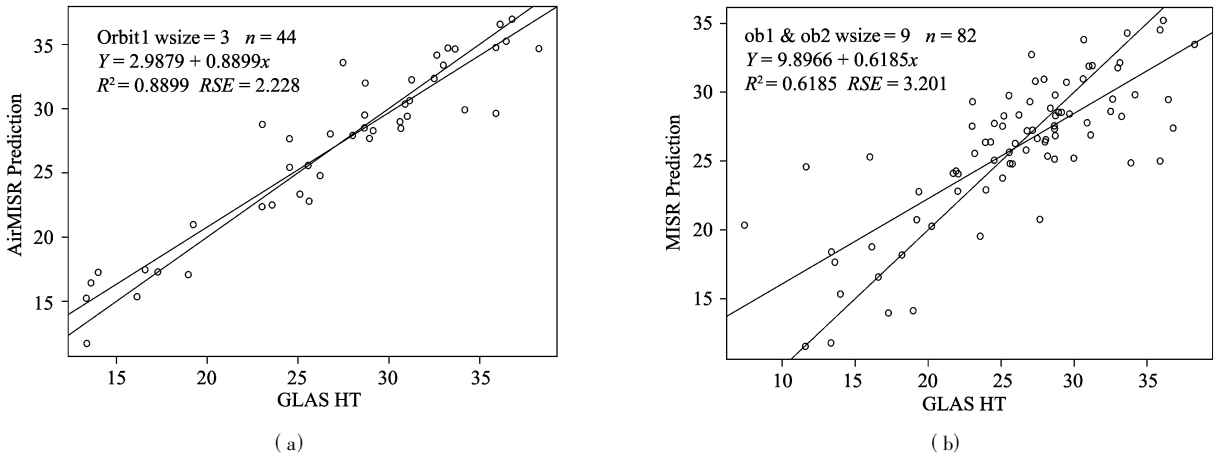 Orbit1 wsize = 3 n = 44
Y = 2.9879 + 0.8899x
R² = 0.8899 RSE = 2.228
35
30
25
20
15
AirMISR Prediction
15 20 25 30 35
GLAS HT
(a)
ob1 & ob2 wsize = 9 n = 82
Y = 9.8966 + 0.6185x
R² = 0.6185 RSE = 3.201
35
30
25
20
15
MISR Prediction
10 15 20 25 30 35
GLAS HT
(b)